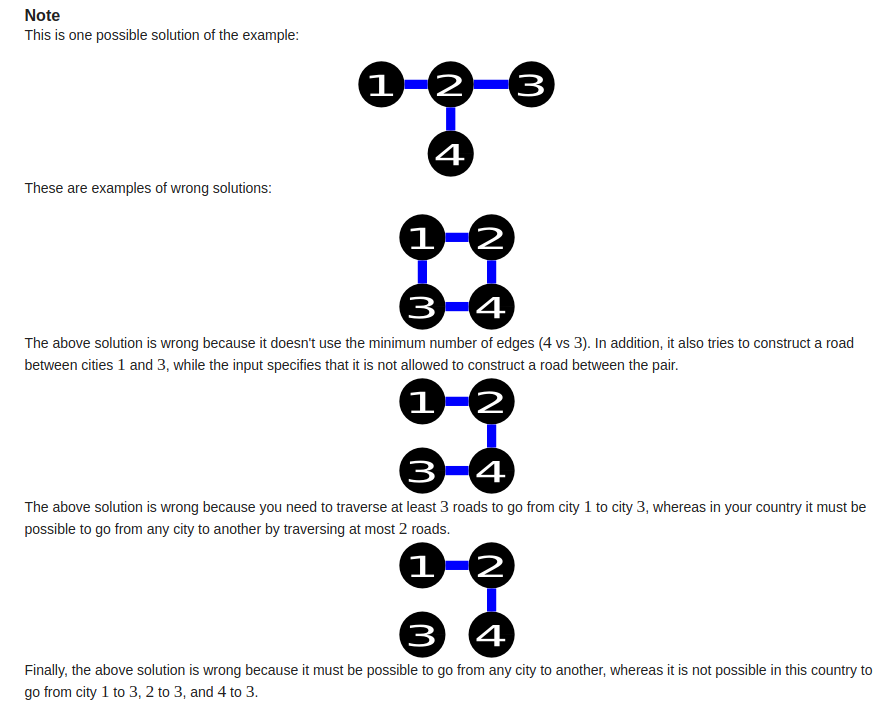 Note
This is one possible solution of the example:
1 2 3
4
These are examples of wrong solutions:
1 2
3 4
The above solution is wrong because it doesn't use the minimum number of edges (4 vs 3). In addition, it also tries to construct a road
between cities 1 and 3, while the input specifies that it is not allowed to construct a road between the pair.
1 2
3 4
The above solution is wrong because you need to traverse at least 3 roads to go from city 1 to city 3, whereas in your country it must be
possible to go from any city to another by traversing at most 2 roads.
1 2
3 4
Finally, the above solution is wrong because it must be possible to go from any city to another, whereas it is not possible in this country to
go from city 1 to 3, 2 to 3, and 4 to 3.